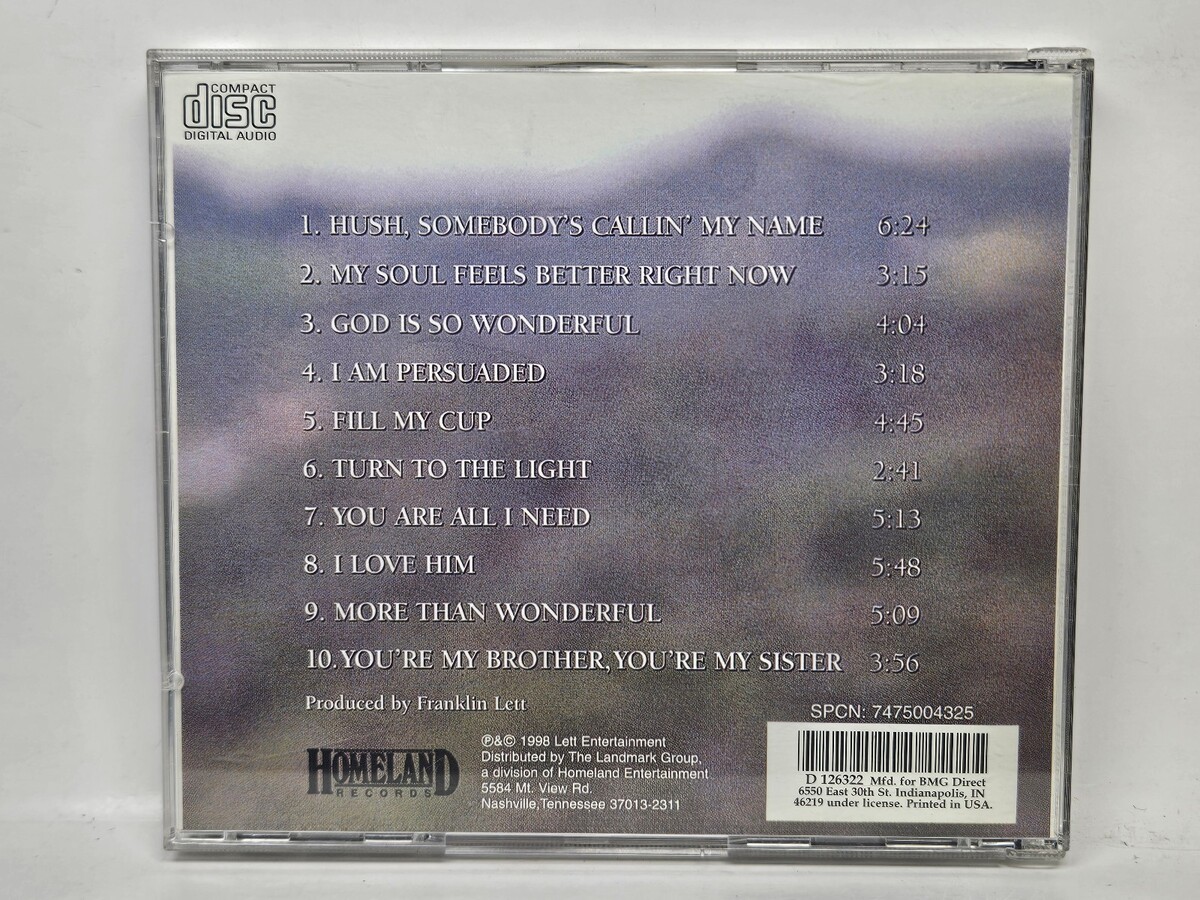 COMPACT
disc
DIGITAL AUDIO
1. HUSH, SOMEBODY'S CALLIN' MY NAME 6:24
2. MY SOUL FEELS BETTER RIGHT NOW 3:15
3. GOD IS SO WONDERFUL 4:04
4. I AM PERSUADED 3:18
5. FILL MY CUP 4:45
6. TURN TO THE LIGHT 2:41
7. YOU ARE ALL I NEED 5:13
8. I LOVE HIM 5:48
9. MORE THAN WONDERFUL 5:09
10. YOU'RE MY BROTHER, YOU'RE MY SISTER 3:56
Produced by Franklin Lett
HOMELAND
RECORDS
℗&© 1998 Lett Entertainment
Distributed by The Landmark Group,
a division of Homeland Entertainment
5584 Mt. View Rd.
Nashville, Tennessee 37013-2311
SPCN: 7475004325
D 126322 Mfd. for BMG Direct
6550 East 30th St. Indianapolis, IN
46219 under license. Printed in USA.